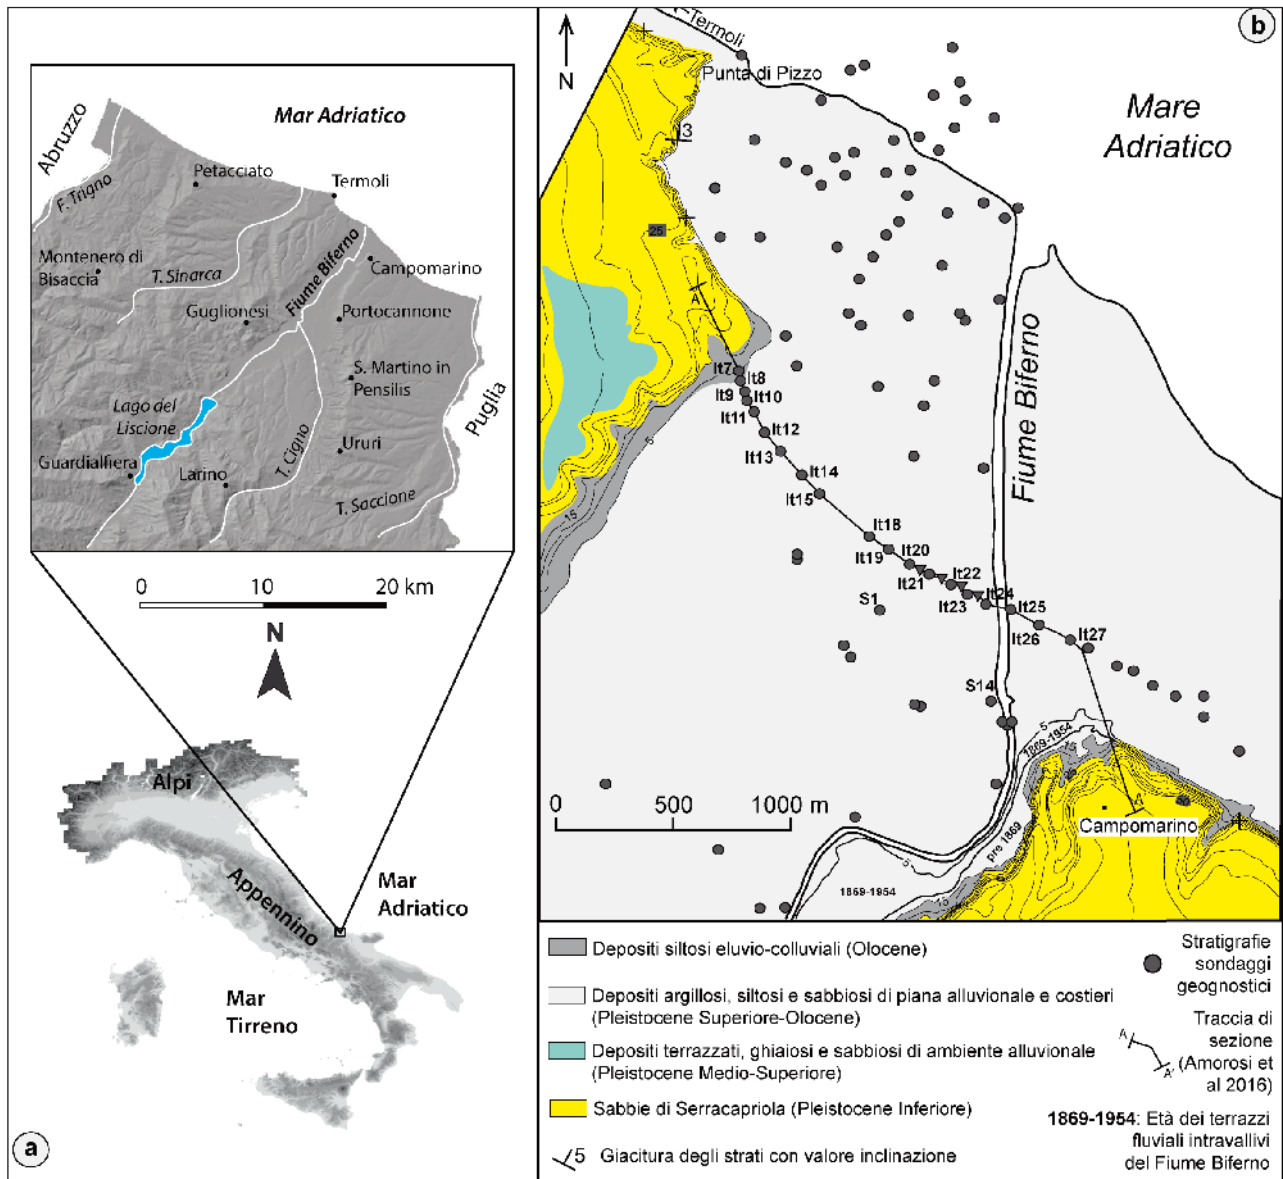 Mar Adriatico
Abruzzo
Petacciato
Termoli
F. Trigno
Montenero di
Bisaccia
T. Sinarca
Fiume Biferno
Campomarino
Guglionesi
Portocannone
S. Martino in
Pensilis
Puglia
Lago del
Liscione
Ururi
Guardialfiera
Larino
T. Cigno
T. Saccione
0 10 20 km
N
Alpi
Appennino
Mar
Adriatico
Mar
Tirreno
a
b
N
Termoli
Punta di Pizzo
Mare
Adriatico
3
25
A
It7
It8
It9
It10
It11
It12
It13
It14
It15
5
15
It18
It19
It20
It21
It22
It23
It24
It25
It26
It27
S1
S14
Fiume Biferno
5
1869-1954
15
0 500 1000 m
pre 1869
A
Campomarino
5
1869-1954
15
Depositi siltosi eluvio-colluviali (Olocene)
Depositi argillosi, siltosi e sabbiosi di piana alluvionale e costieri
(Pleistocene Superiore-Olocene)
Depositi terrazzati, ghiaiosi e sabbiosi di ambiente alluvionale
(Pleistocene Medio-Superiore)
Sabbie di Serracapriola (Pleistocene Inferiore)
5 Giacitura degli strati con valore inclinazione
Stratigrafie
sondaggi
geognostici
A
A'
Traccia di
sezione
(Amorosi et
al 2016)
1869-1954: Età dei terrazzi
fluviali intravallivi
del Fiume Biferno